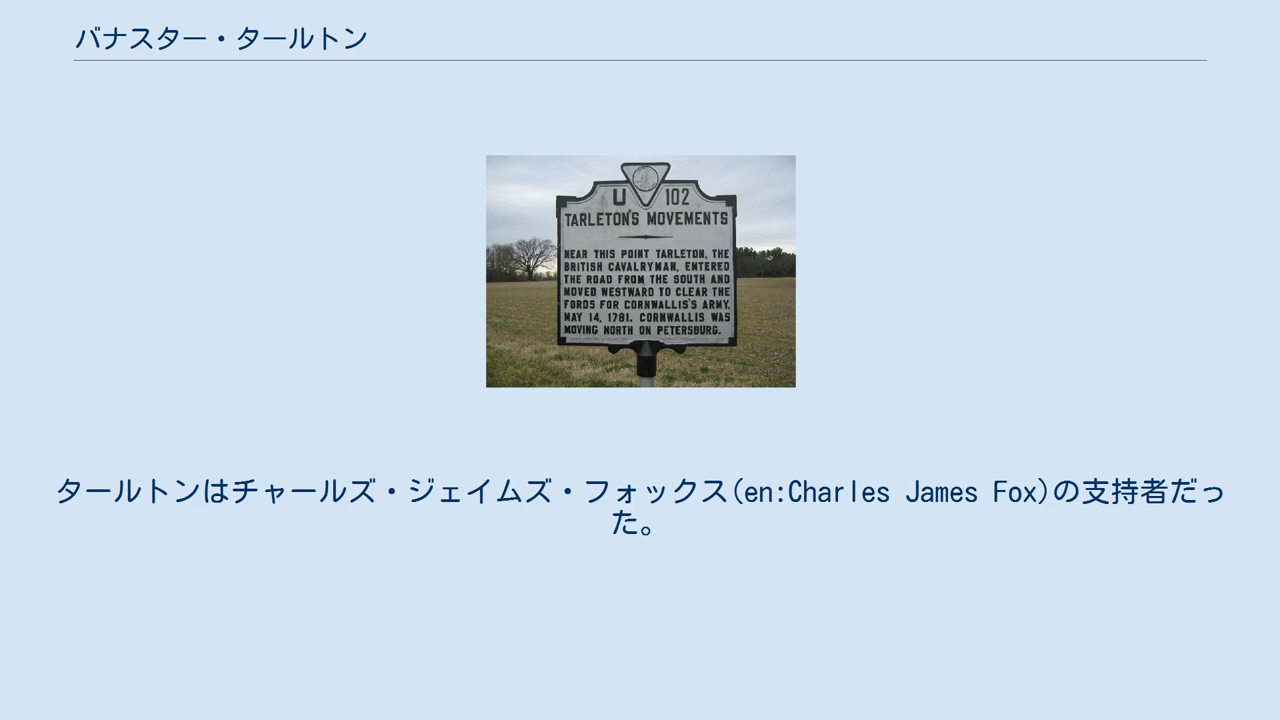 バナスター・タールトン
U 102
TARLETON'S MOVEMENTS
NEAR THIS POINT TARLETON, THE
BRITISH CAVALRYMAN, ENTERED
THE ROAD FROM THE SOUTH AND
MOVED WESTWARD TO CLEAR THE
FORDS FOR CORNWALLIS'S ARMY,
MAY 14, 1781. CORNWALLIS WAS
MOVING NORTH ON PETERSBURG.
タールトンはチャールズ・ジェイムズ・フォックス(en:Charles James Fox)の支持者だっ
た。